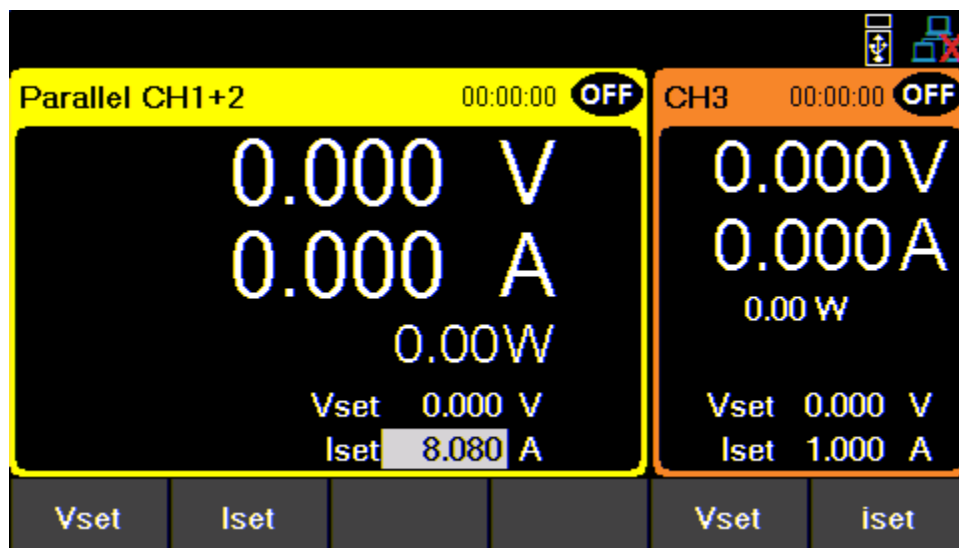 Parallel CH1+2 00:00:00 OFF
0.000 V
0.000 A
0.00W
Vset 0.000 V
Iset 8.080 A
CH3 00:00:00 OFF
0.000V
0.000A
0.00 W
Vset 0.000 V
Iset 1.000 A
Vset Iset Vset iset